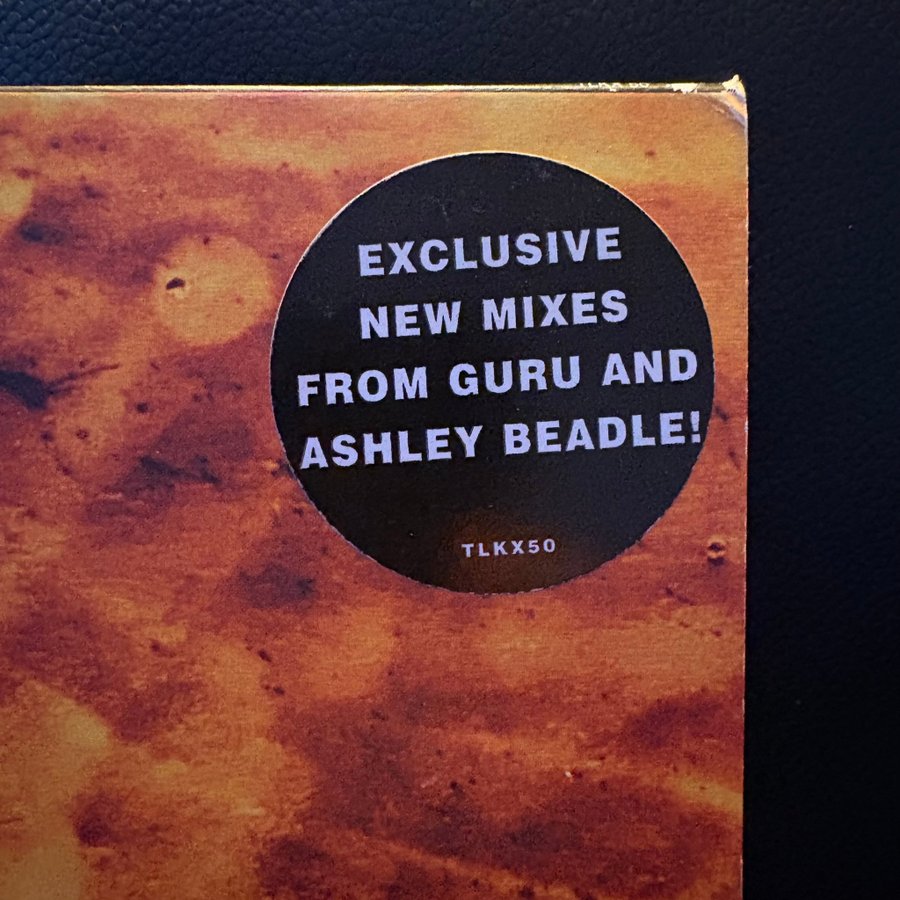 EXCLUSIVE
NEW MIXES
FROM GURU AND
ASHLEY BEADLE!
TLKX50